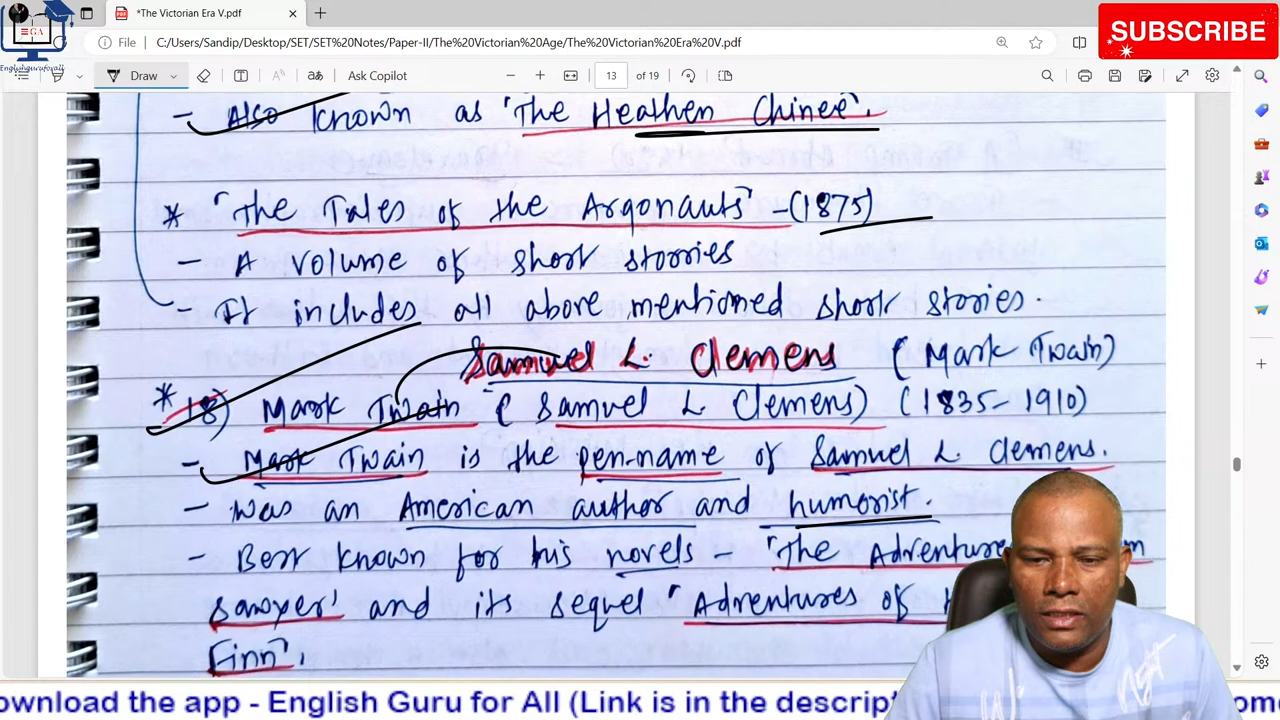 *The Victorian Era V.pdf
SUBSCRIBE
EGA
Englishguruforall
File C:/Users/Sandip/Desktop/SET/SET%20Notes/Paper-II/The%20Victorian%20Age/The%20Victorian%20Era%20V.pdf
Draw Ask Copilot 13 of 19
- Also known as 'The Heathen Chinee'.
* 'The Tales of the Argonauts' - (1875)
- A volume of short storries
- It includes all above mentioned short stories.
Samuel L. Clemens (Mark Twain)
* 18) Mark Twain (Samuel L Clemens) (1835-1910)
- Mark Twain is the pen-name of Samuel L Clemens.
- Was an American author and humorist.
- Best known for his novels - 'The Adventures
Sawyer' and its sequel 'Adventures of
Finn'.
ownload the app - English Guru for All (Link is in the descript